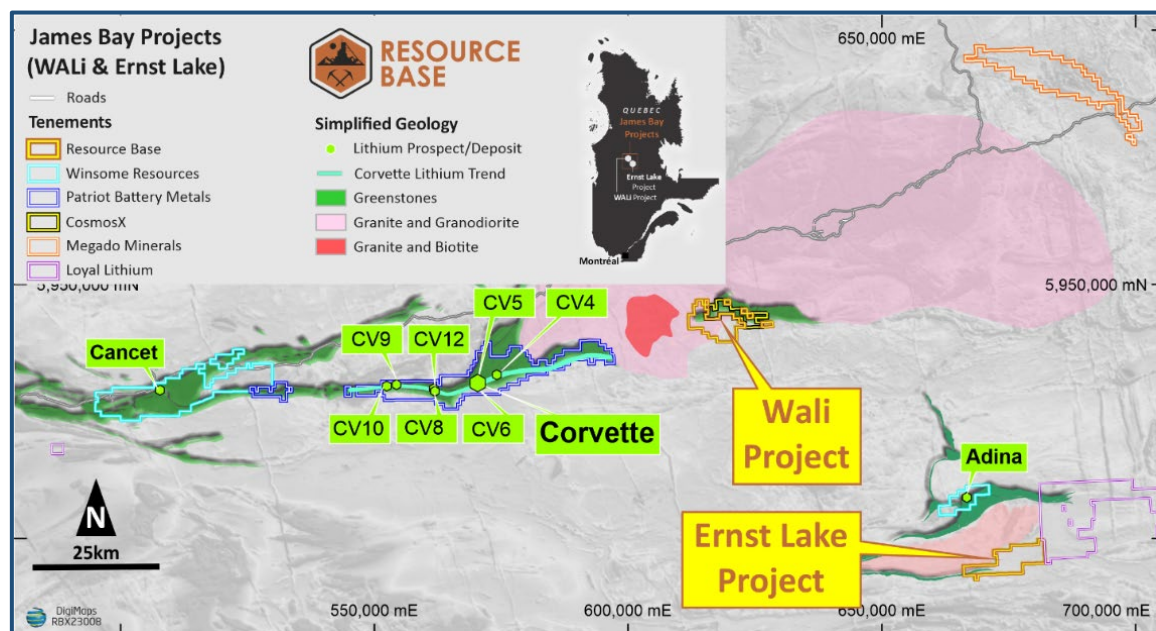 James Bay Projects
(WALi & Ernst Lake)
Roads
Tenements
Resource Base
Winsome Resources
Patriot Battery Metals
CosmosX
Megado Minerals
Loyal Lithium
RESOURCE
BASE
Simplified Geology
Lithium Prospect/Deposit
Corvette Lithium Trend
Greenstones
Granite and Granodiorite
Granite and Biotite
QUEBEC
James Bay
Projects
Ernst Lake
Project
WALi Project
Montréal
650,000 mE
5,950,000 mN
5,950,000 mN
CV5
CV4
CV9
CV12
Cancet
CV10
CV8
CV6
Corvette
Wali
Project
Adina
Ernst Lake
Project
N
25km
550,000 mE
600,000 mE
650,000 mE
700,000 mE
DigiMaps
RBX23008